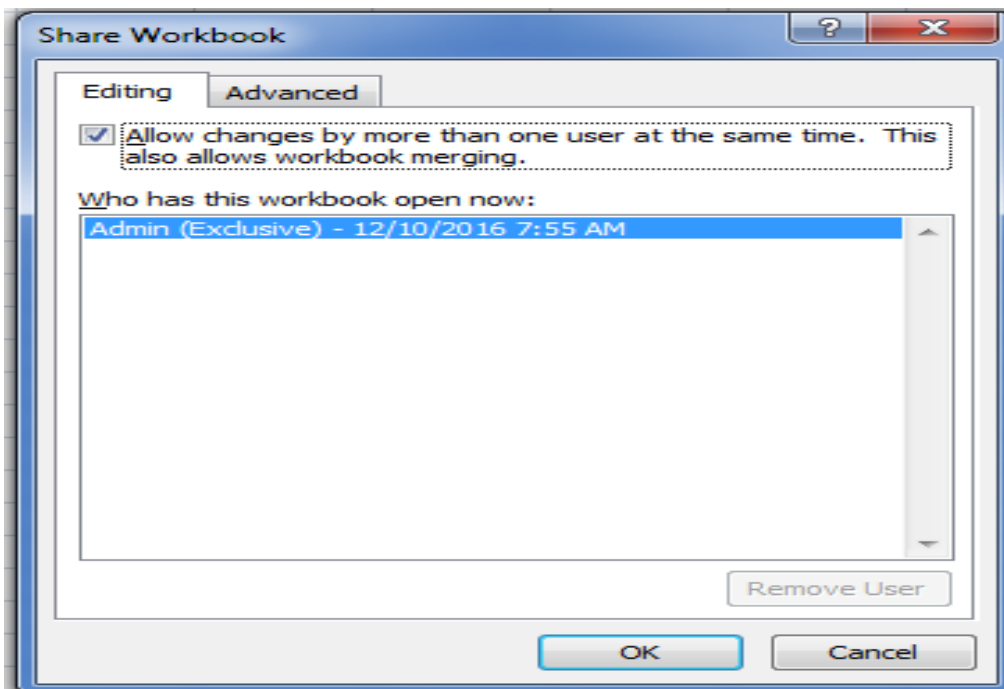 Share Workbook
?
Editing
Advanced
Allow changes by more than one user at the same time. This
also allows workbook merging.
Who has this workbook open now:
Admin (Exclusive) - 12/10/2016 7:55 AM
Remove User
OK
Cancel